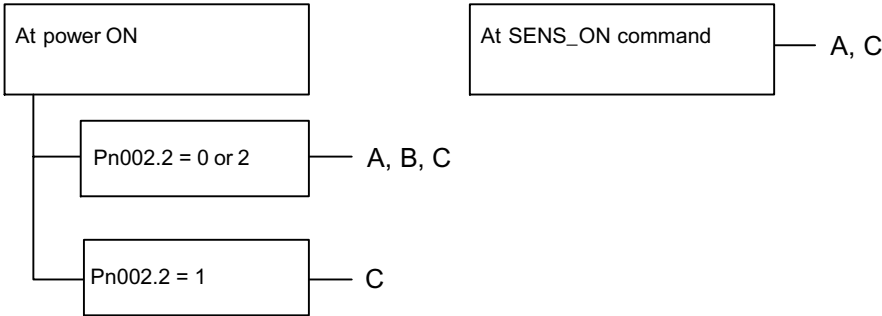 At power ON
At SENS_ON command
A, C
Pn002.2 = 0 or 2
A, B, C
Pn002.2 = 1
C